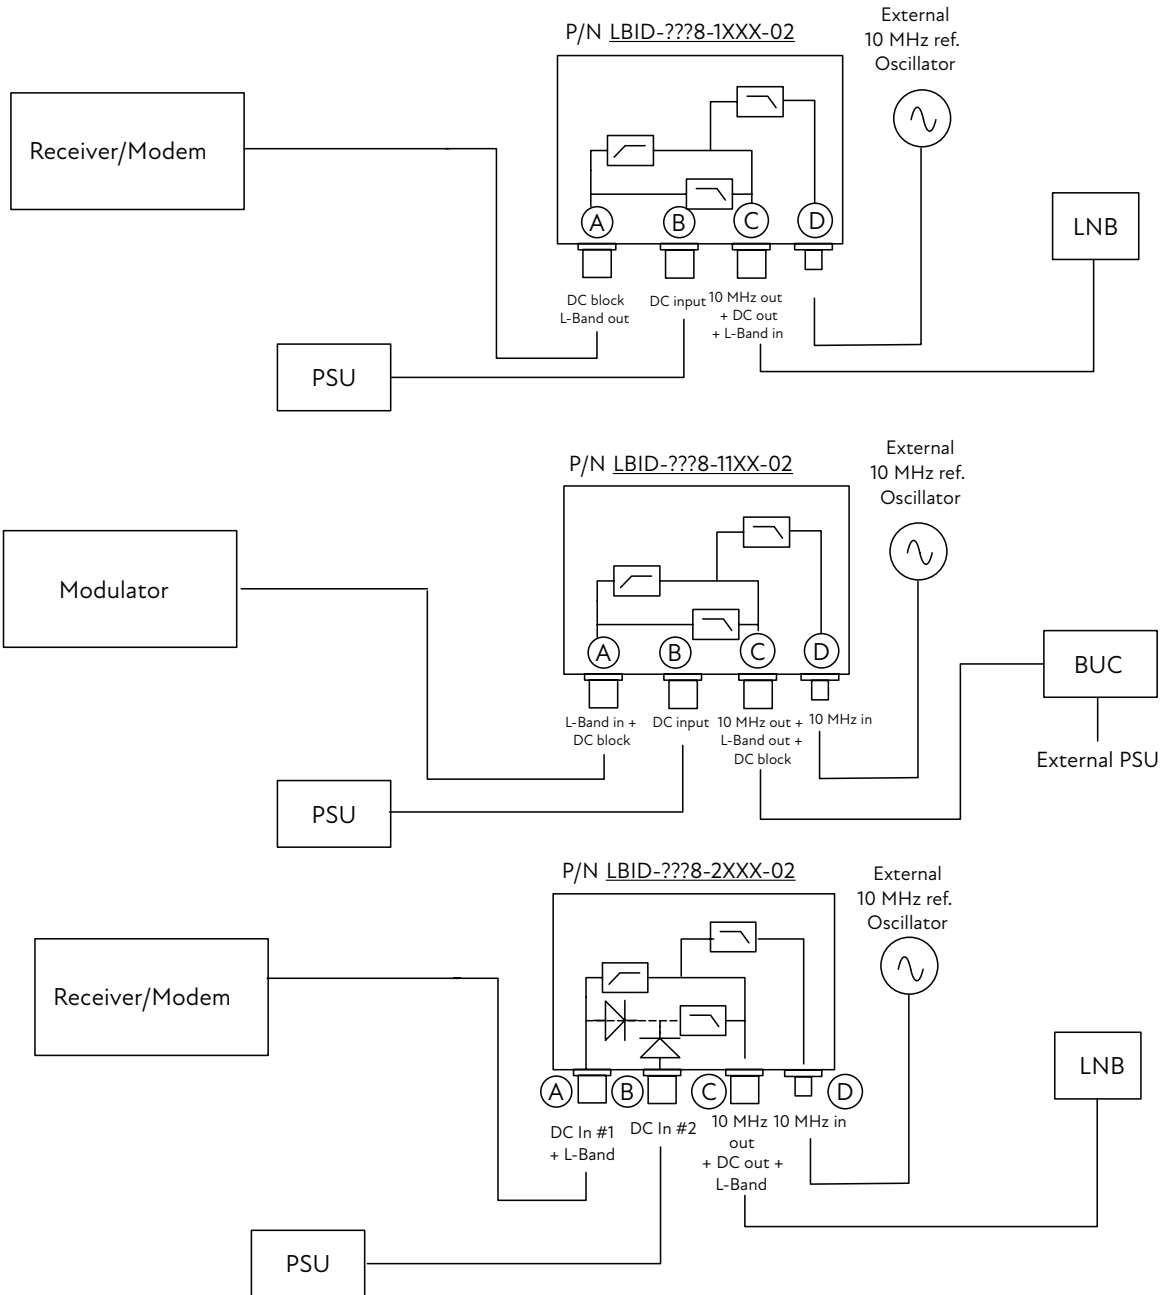 P/N LBID-???8-1XXX-02
External
10 MHz ref.
Oscillator
Receiver/Modem
LNB
A
B
C
D
DC block
L-Band out
DC input
10 MHz out
+ DC out
+ L-Band in
PSU
P/N LBID-???8-11XX-02
External
10 MHz ref.
Oscillator
Modulator
BUC
External PSU
A
B
C
D
L-Band in +
DC block
DC input
10 MHz out +
L-Band out +
DC block
10 MHz in
PSU
P/N LBID-???8-2XXX-02
External
10 MHz ref.
Oscillator
Receiver/Modem
LNB
A
B
C
D
DC In #1
+ L-Band
DC In #2
10 MHz
out
+ DC out +
L-Band
10 MHz in
PSU